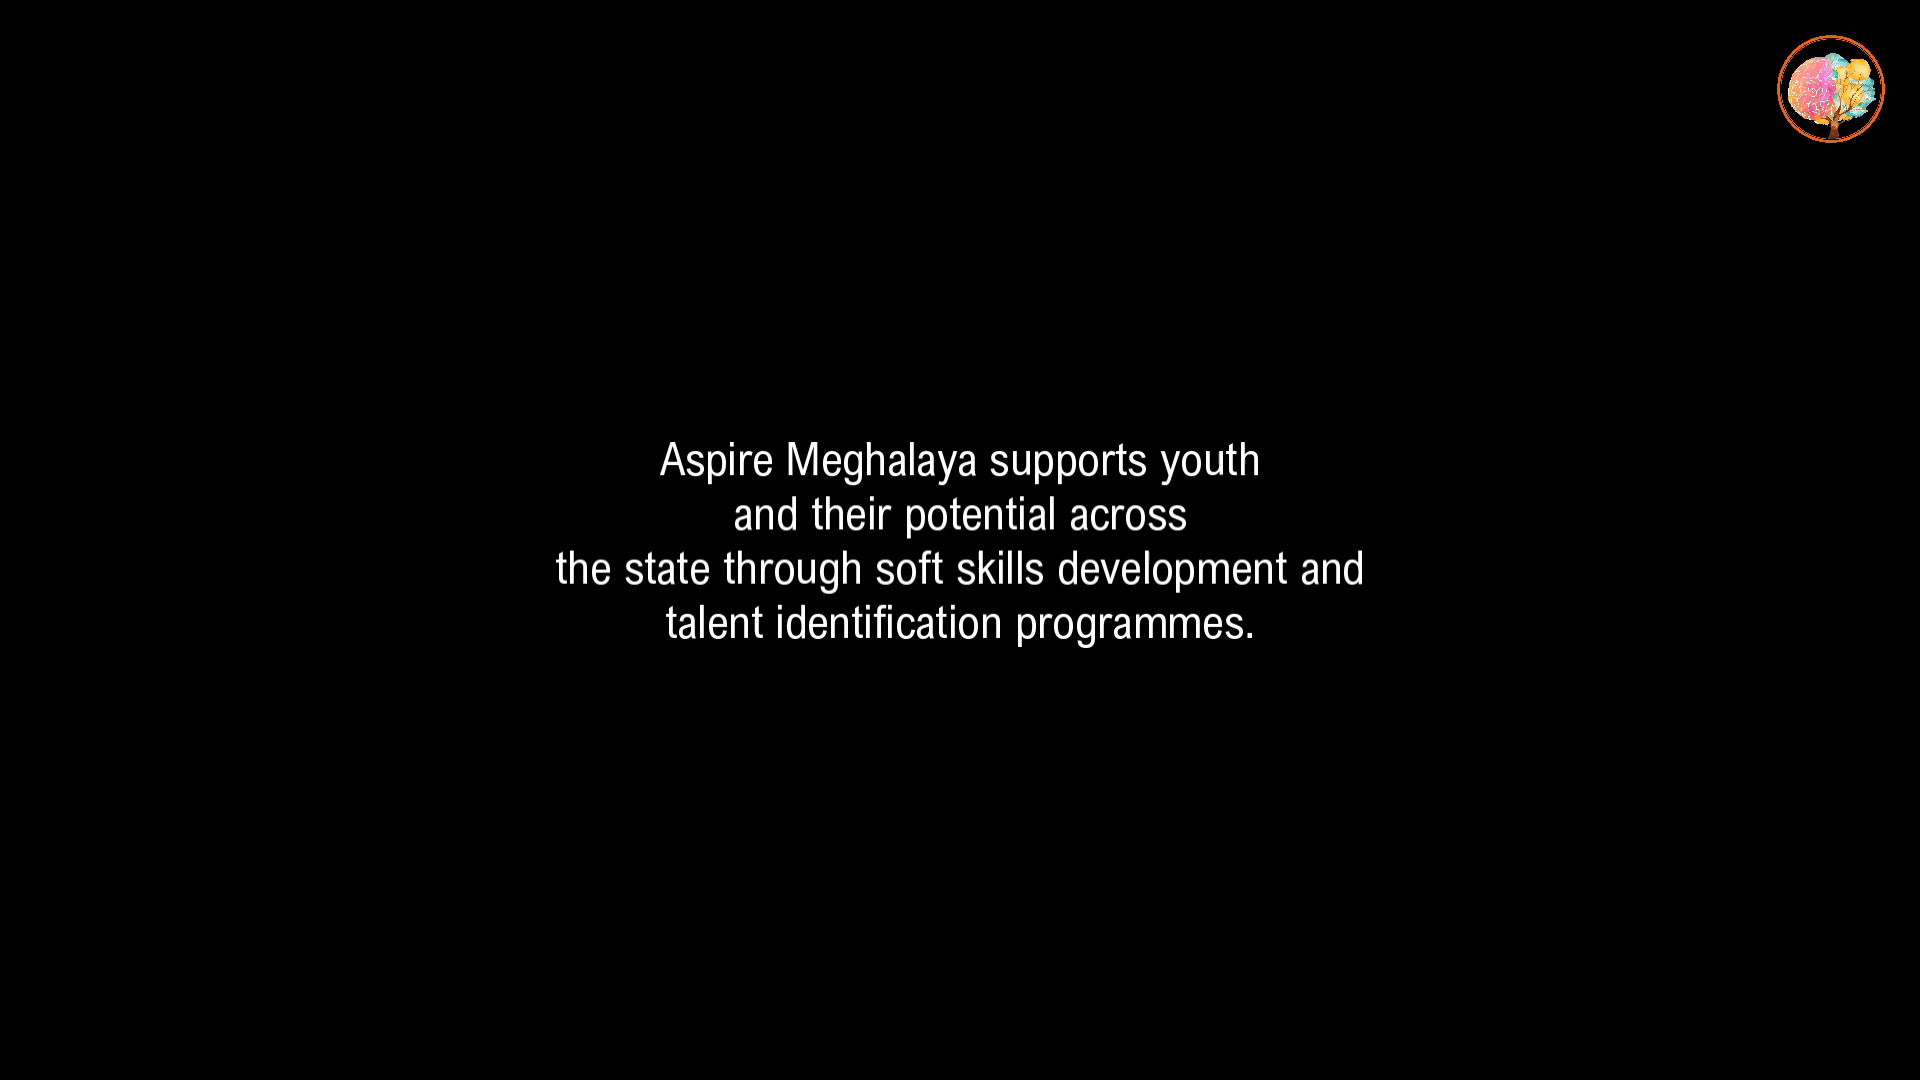 Aspire Meghalaya supports youth
and their potential across
the state through soft skills development and
talent identification programmes.